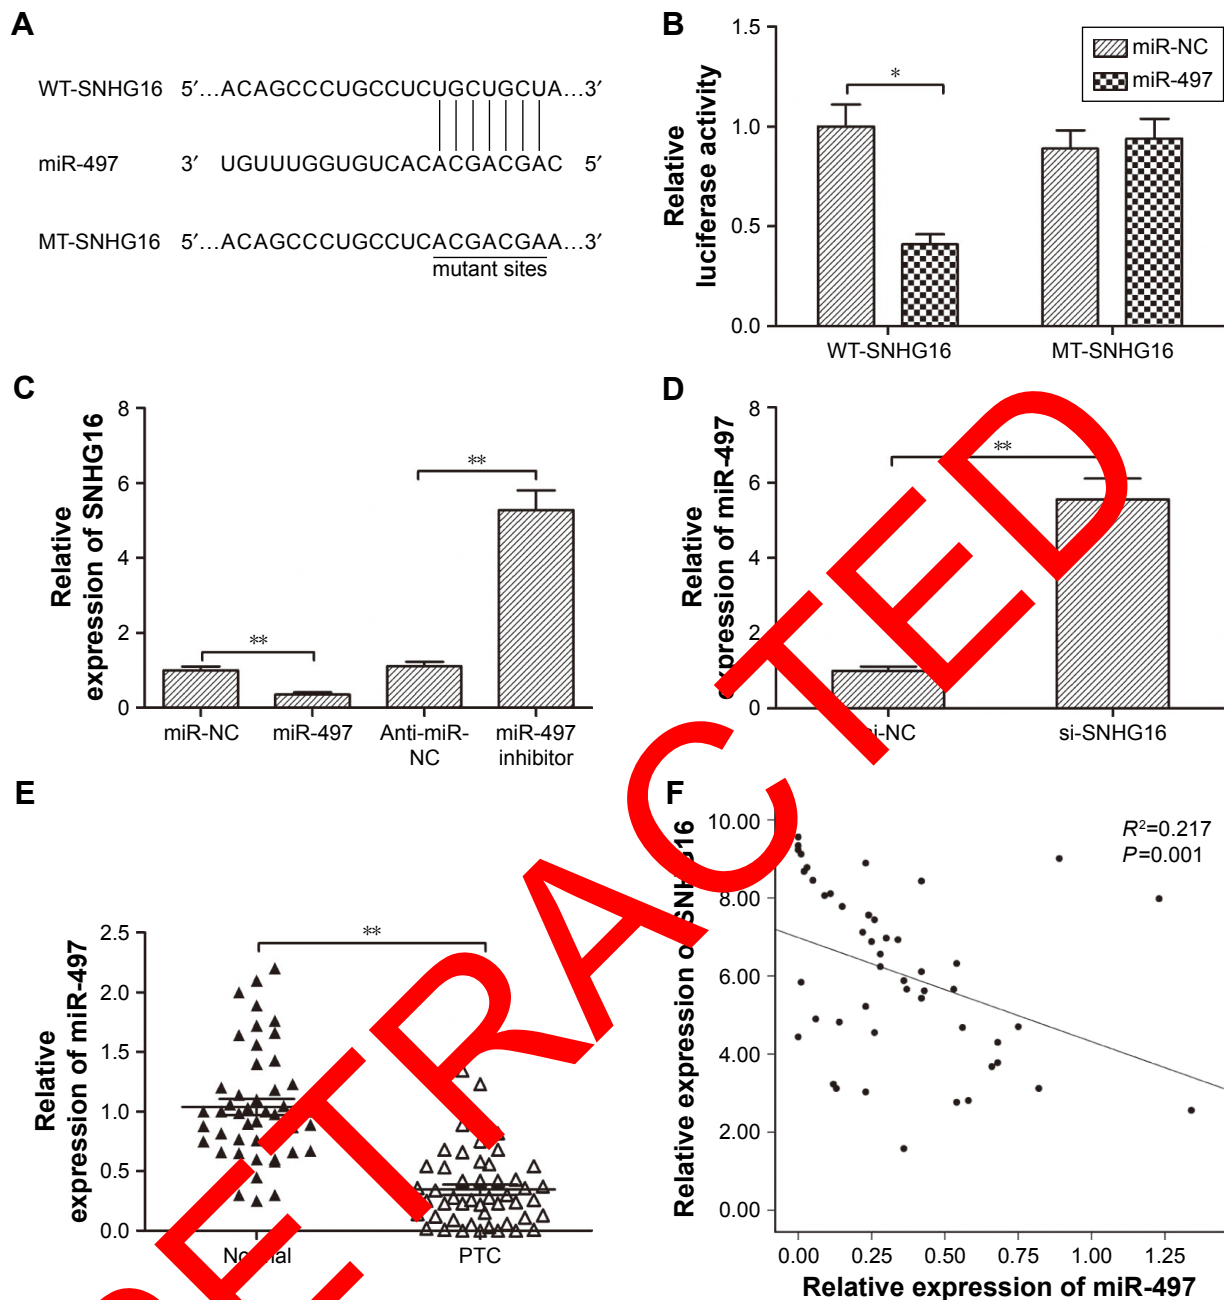 A
WT-SNHG16 5′...ACAGCCCUGCCUCUGCUGCUA...3′
miR-497 3′ UGUUUGGUGUCACACGACGAC 5′
MT-SNHG16 5′...ACAGCCCUGCCUCACGACGAA...3′
mutant sites
B
Relative
luciferase activity
1.5
1.0
0.5
0.0
*
miR-NC
miR-497
WT-SNHG16
MT-SNHG16
C
Relative
expression of SNHG16
8
6
4
2
0
**
**
miR-NC
miR-497
Anti-miR-
NC
miR-497
inhibitor
D
Relative
expression of miR-497
8
6
4
2
0
**
si-NC
si-SNHG16
E
Relative
expression of miR-497
2.5
2.0
1.5
1.0
0.5
0.0
**
Normal
PTC
F
Relative expression of SNHG16
10.00
8.00
6.00
4.00
2.00
0.00
R²=0.217
P=0.001
0.00 0.25 0.50 0.75 1.00 1.25
Relative expression of miR-497
RETRACTED